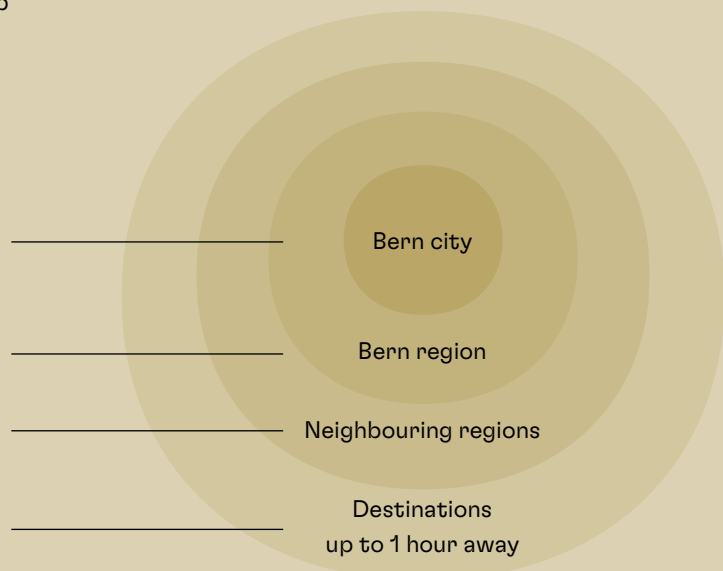 Bern city
Bern region
Neighbouring regions
Destinations
up to 1 hour away